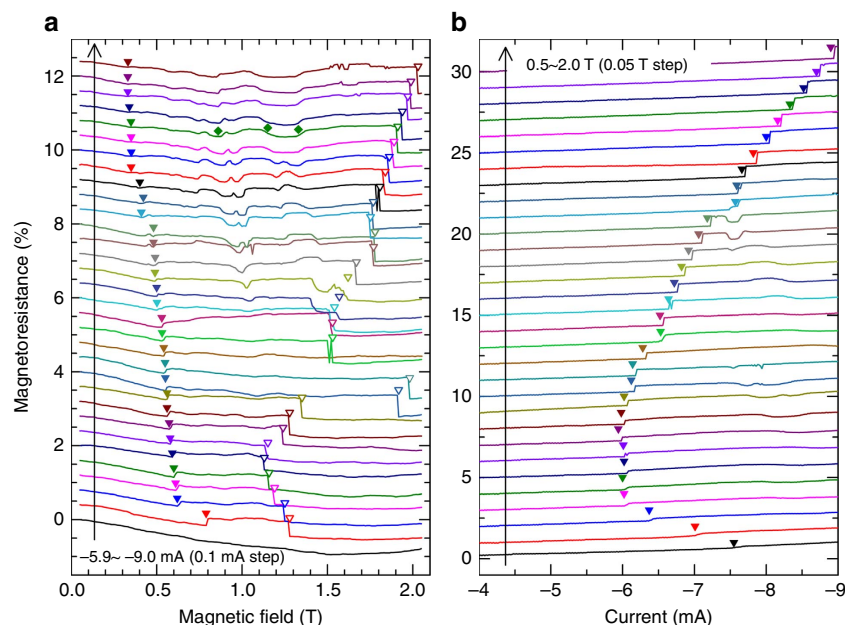 a
b
12
10
8
6
4
2
0
Magnetoresistance (%)
–5.9~ –9.0 mA (0.1 mA step)
0.0 0.5 1.0 1.5 2.0
Magnetic field (T)
30
25
20
15
10
5
0
0.5~2.0 T (0.05 T step)
–4 –5 –6 –7 –8 –9
Current (mA)